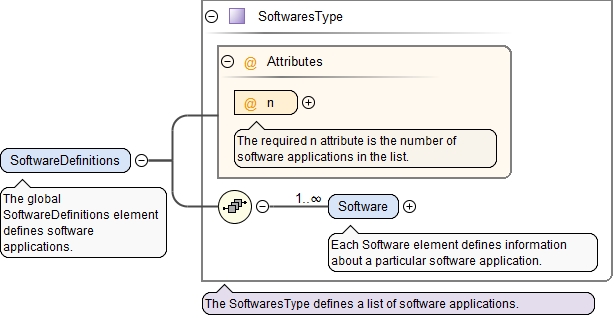 SoftwaresType
@ Attributes
@ n
The required n attribute is the number of
software applications in the list.
SoftwareDefinitions
The global
SoftwareDefinitions element
defines software
applications.
1..∞
Software
Each Software element defines information
about a particular software application.
The SoftwaresType defines a list of software applications.